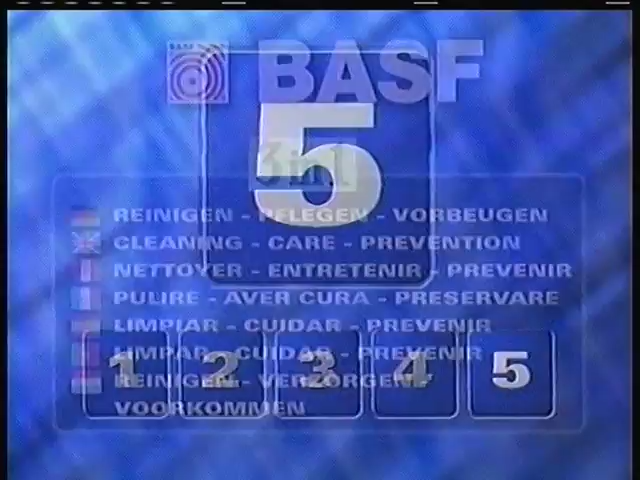 BASF
5
3in1
REINIGEN - PFLEGEN - VORBEUGEN
CLEANING - CARE - PREVENTION
NETTOYER - ENTRETENIR - PREVENIR
PULIRE - AVER CURA - PRESERVARE
LIMPIAR - CUIDAR - PREVENIR
LIMPAR - CUIDAR - PREVENIR
REINIGEN - VERZORGEN -
VOORKOMMEN
1 2 3 4 5